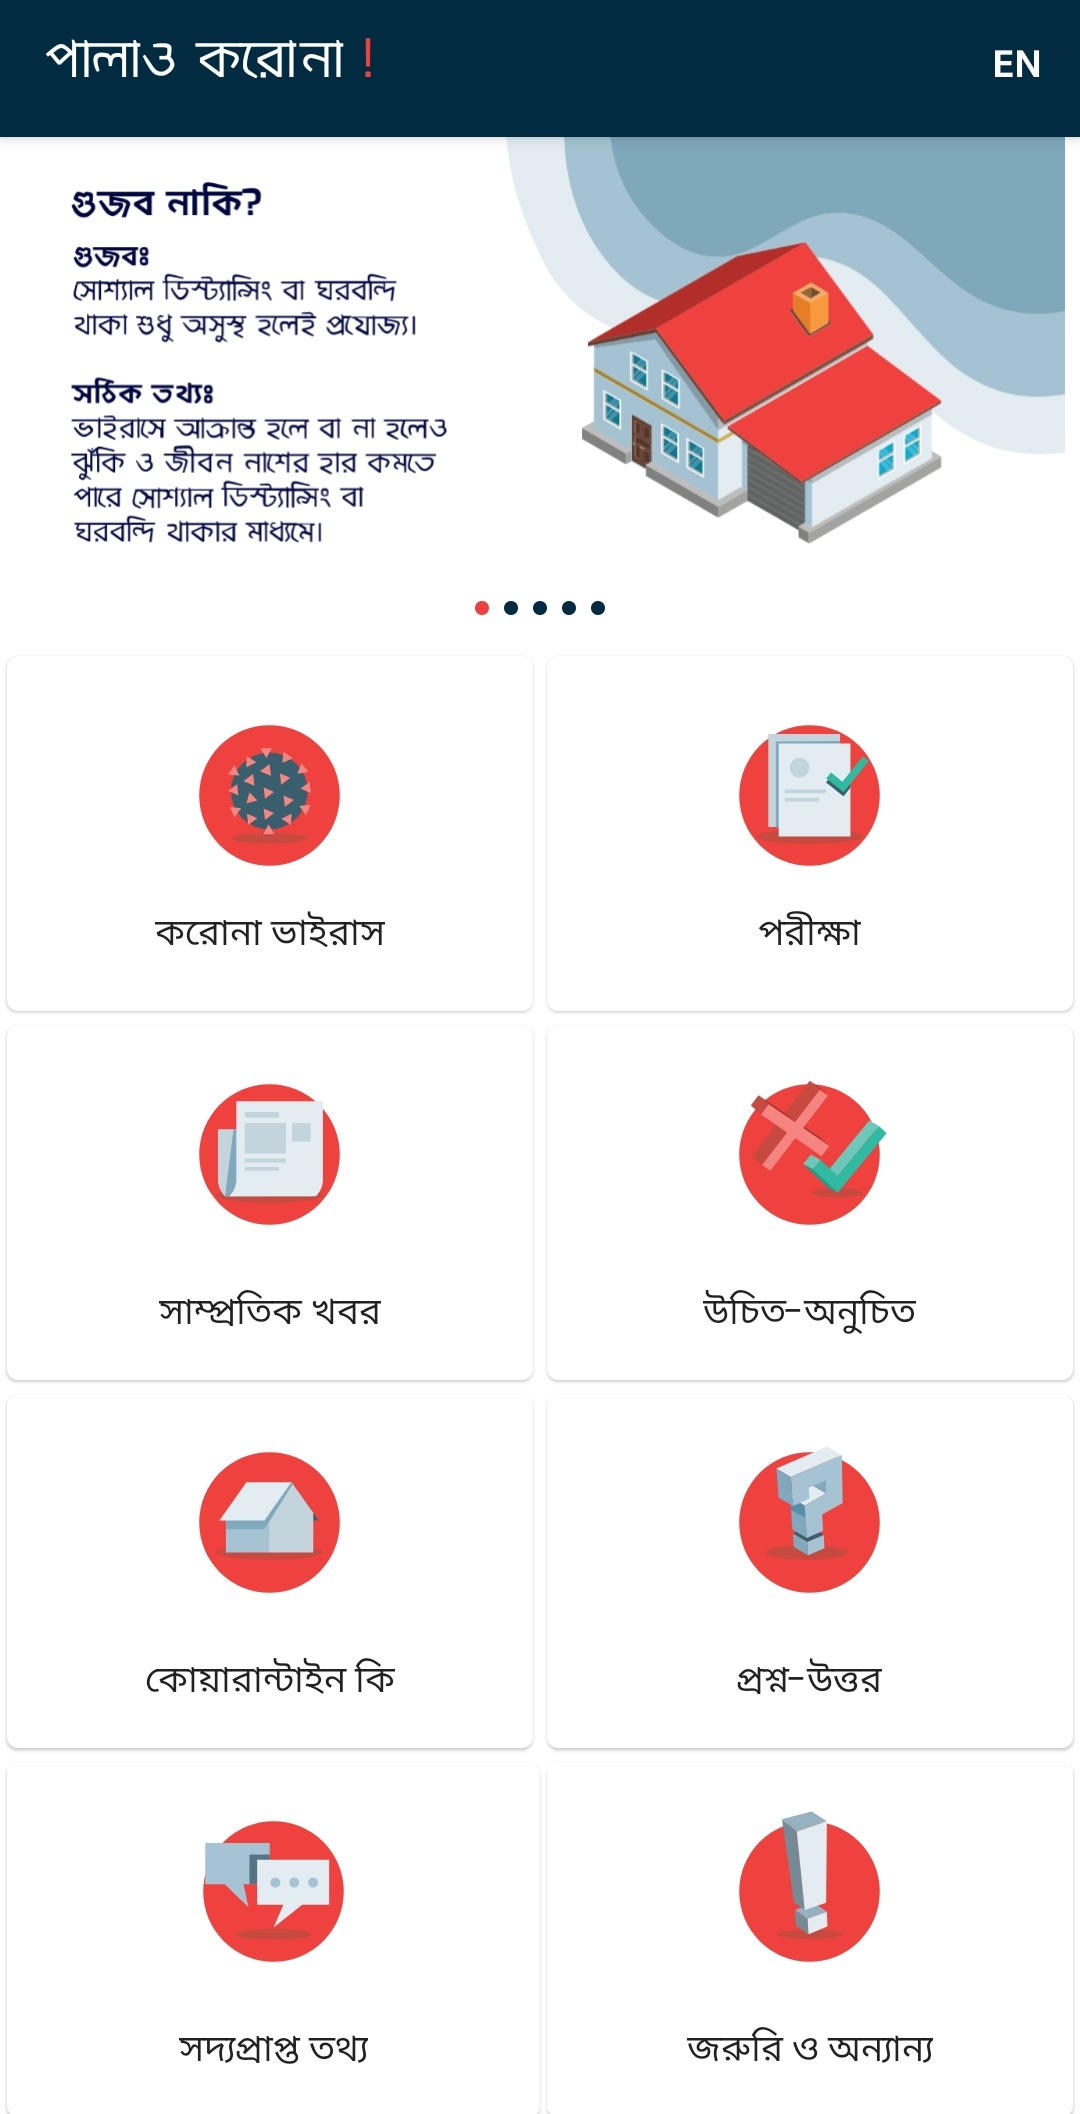 পালাও করোনা !
EN
গুজব নাকি?
গুজবঃ
সোশ্যাল ডিস্ট্যান্সিং বা ঘরবন্দি
থাকা শুধু অসুস্থ হলেই প্রযোজ্য।
সঠিক তথ্যঃ
ভাইরাসে আক্রান্ত হলে বা না হলেও
ঝুঁকি ও জীবন নাশের হার কমতে
পারে সোশ্যাল ডিস্ট্যান্সিং বা
ঘরবন্দি থাকার মাধ্যমে।
করোনা ভাইরাস
পরীক্ষা
সাম্প্রতিক খবর
উচিত-অনুচিত
কোয়ারান্টাইন কি
প্রশ্ন-উত্তর
সদ্যপ্রাপ্ত তথ্য
জরুরি ও অন্যান্য